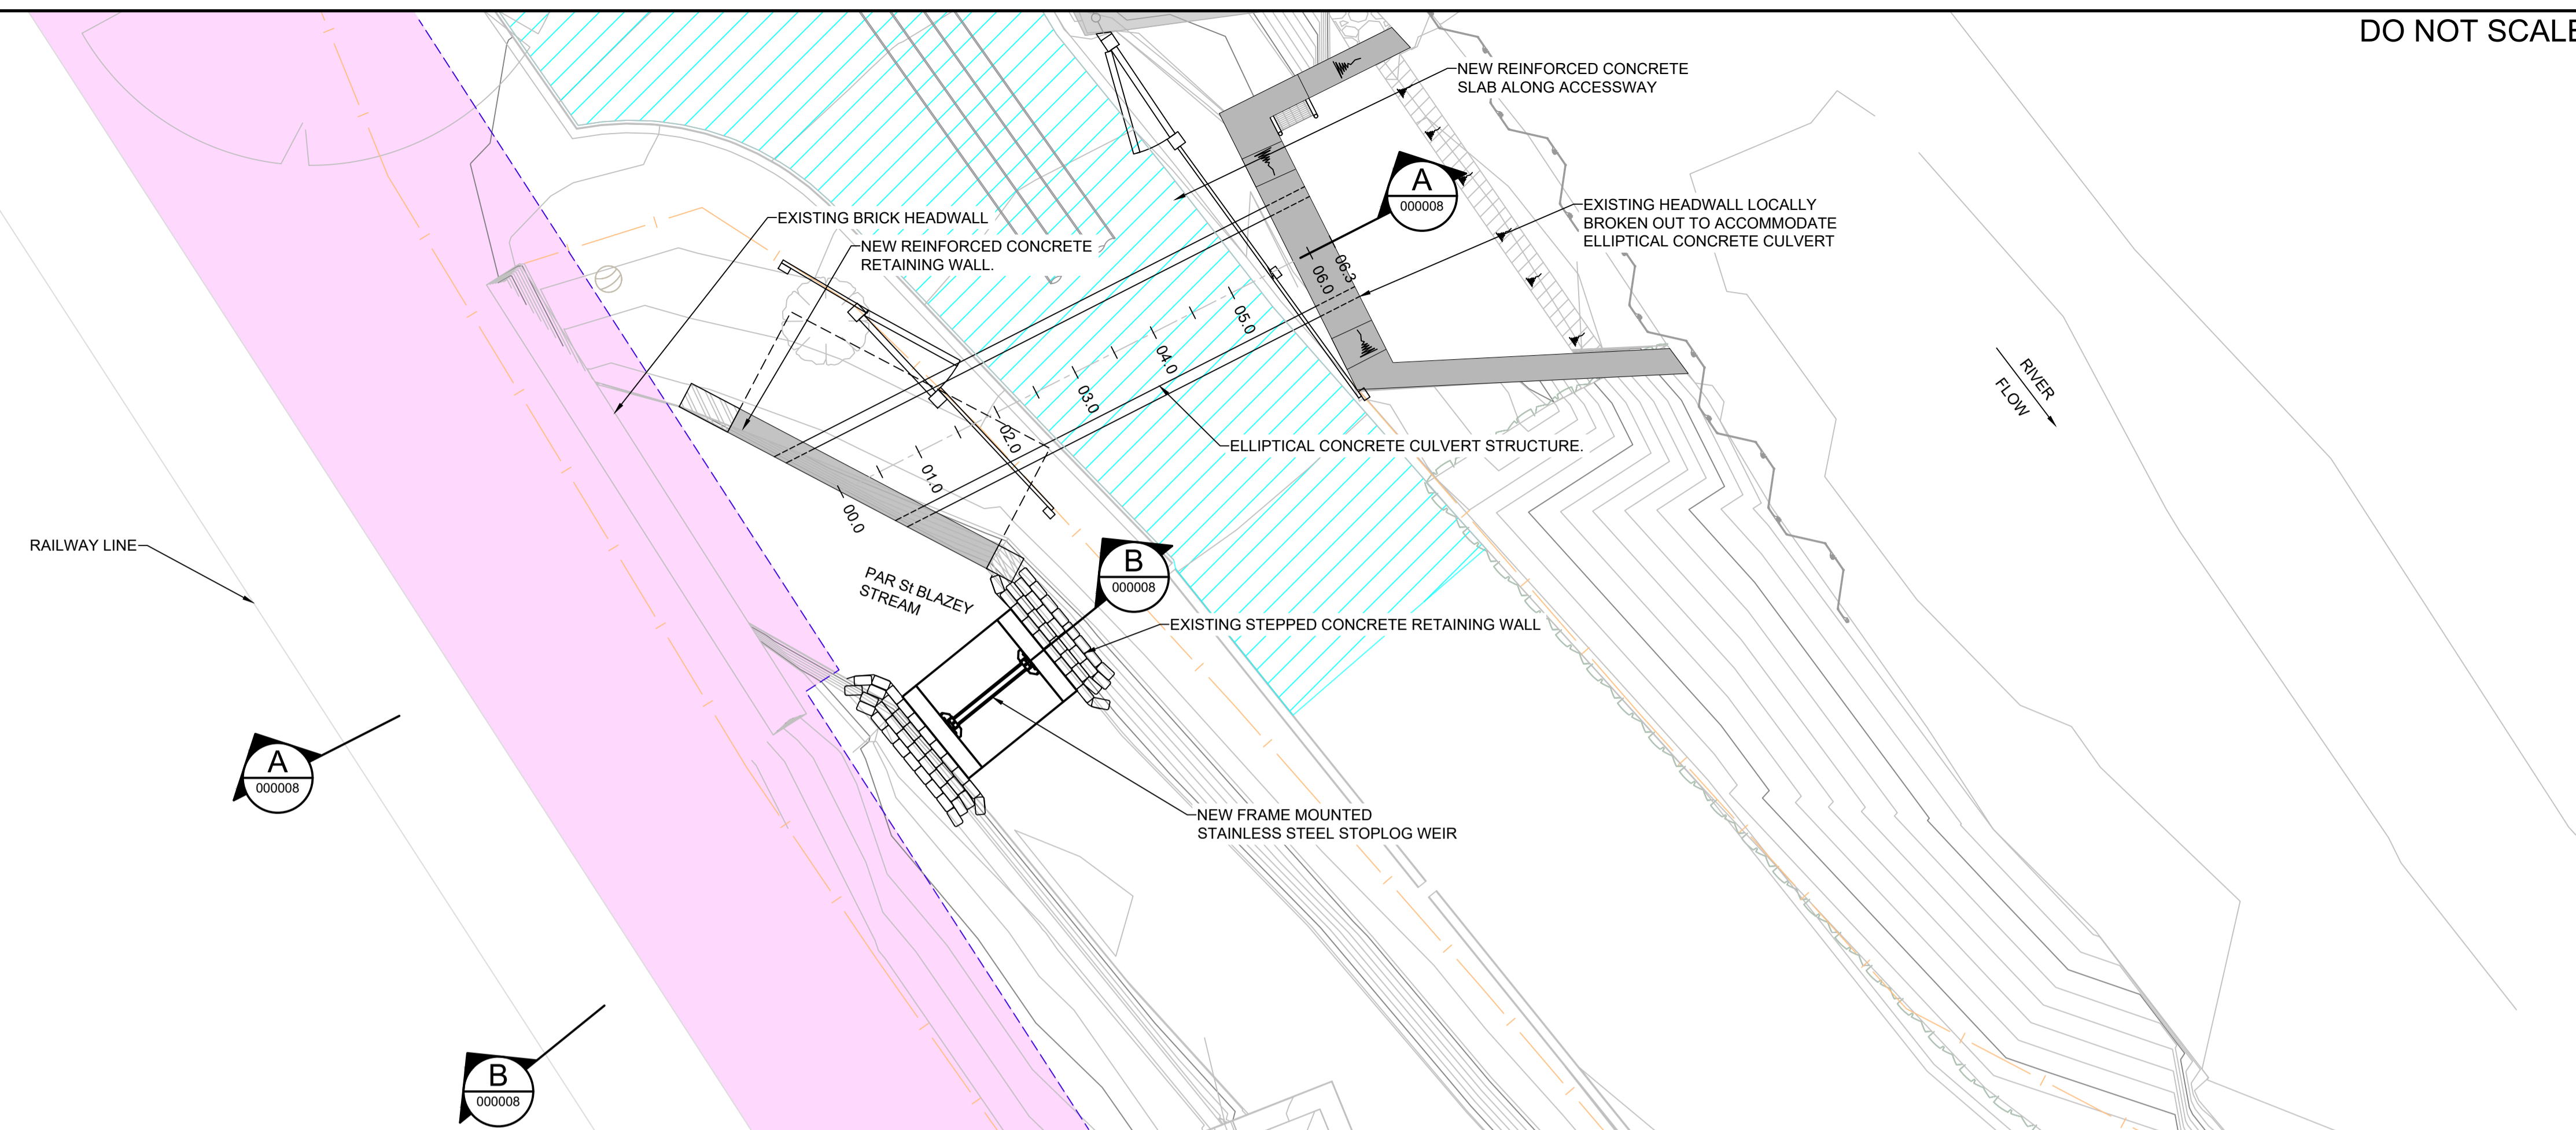 DO NOT SCALE
NEW REINFORCED CONCRETE
SLAB ALONG ACCESSWAY
A
000008
EXISTING HEADWALL LOCALLY
BROKEN OUT TO ACCOMMODATE
ELLIPTICAL CONCRETE CULVERT
EXISTING BRICK HEADWALL
NEW REINFORCED CONCRETE
RETAINING WALL.
06.3
06.0
05.0
04.0
03.0
02.0
01.0
00.0
RIVER
FLOW
ELLIPTICAL CONCRETE CULVERT STRUCTURE.
RAILWAY LINE
PAR St BLAZEY
STREAM
B
000008
EXISTING STEPPED CONCRETE RETAINING WALL
A
000008
NEW FRAME MOUNTED
STAINLESS STEEL STOPLOG WEIR
B
000008